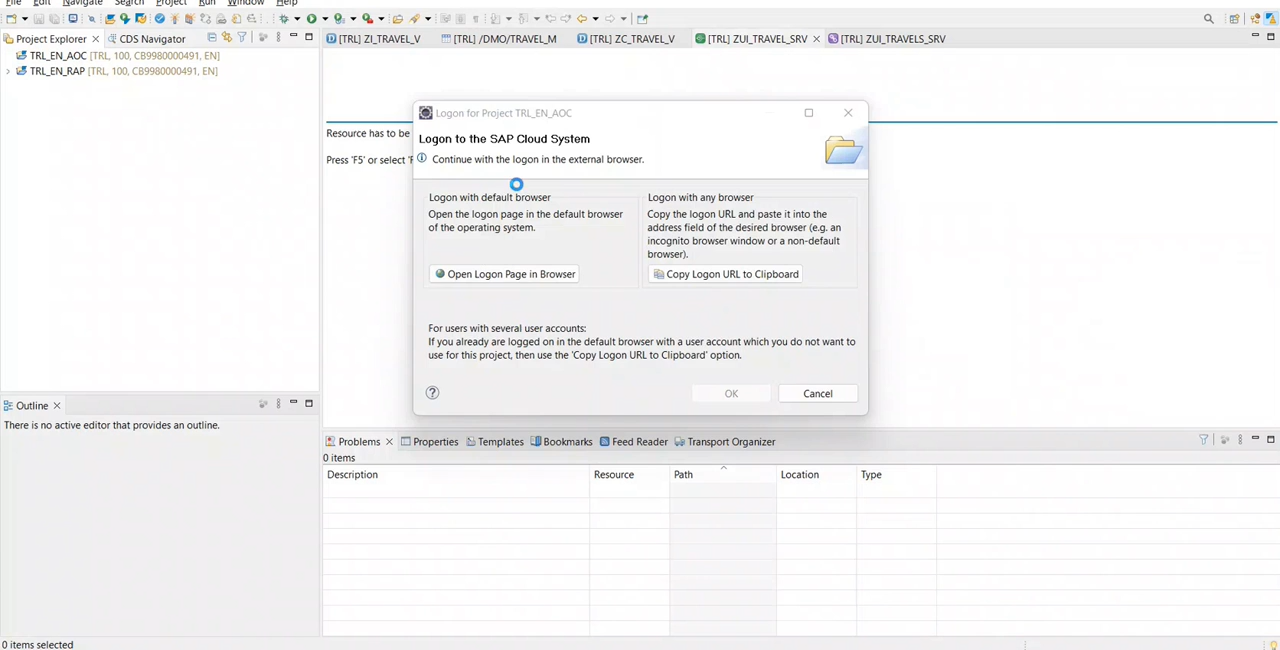 File Edit Navigate Search Project Run Window Help
Project Explorer
CDS Navigator
[TRL] ZI_TRAVEL_V
[TRL] /DMO/TRAVEL_M
[TRL] ZC_TRAVEL_V
[TRL] ZUI_TRAVEL_SRV
[TRL] ZUI_TRAVELS_SRV
TRL_EN_AOC [TRL, 100, CB9980000491, EN]
TRL_EN_RAP [TRL, 100, CB9980000491, EN]
Resource has to be
Press 'F5' or select
Logon for Project TRL_EN_AOC
Logon to the SAP Cloud System
Continue with the logon in the external browser.
Logon with default browser
Open the logon page in the default browser
of the operating system.
Open Logon Page in Browser
Logon with any browser
Copy the logon URL and paste it into the
address field of the desired browser (e.g. an
incognito browser window or a non-default
browser).
Copy Logon URL to Clipboard
For users with several user accounts:
If you already are logged on in the default browser with a user account which you do not want to
use for this project, then use the 'Copy Logon URL to Clipboard' option.
OK
Cancel
Outline
There is no active editor that provides an outline.
Problems
Properties
Templates
Bookmarks
Feed Reader
Transport Organizer
0 items
Description Resource Path Location Type
0 items selected